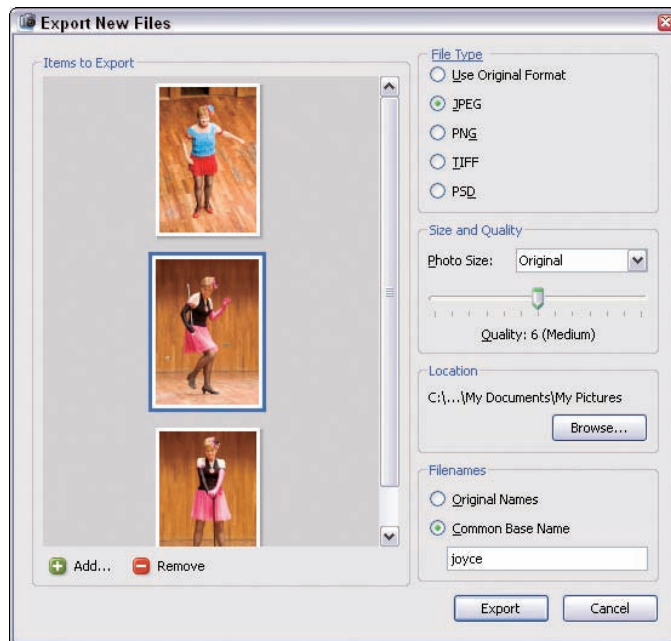 Export New Files
Items to Export
Add...
Remove
File Type
Use Original Format
JPEG
PNG
TIFF
PSD
Size and Quality
Photo Size: Original
Quality: 6 (Medium)
Location
C:\...\My Documents\My Pictures
Browse...
Filenames
Original Names
Common Base Name
joyce
Export
Cancel